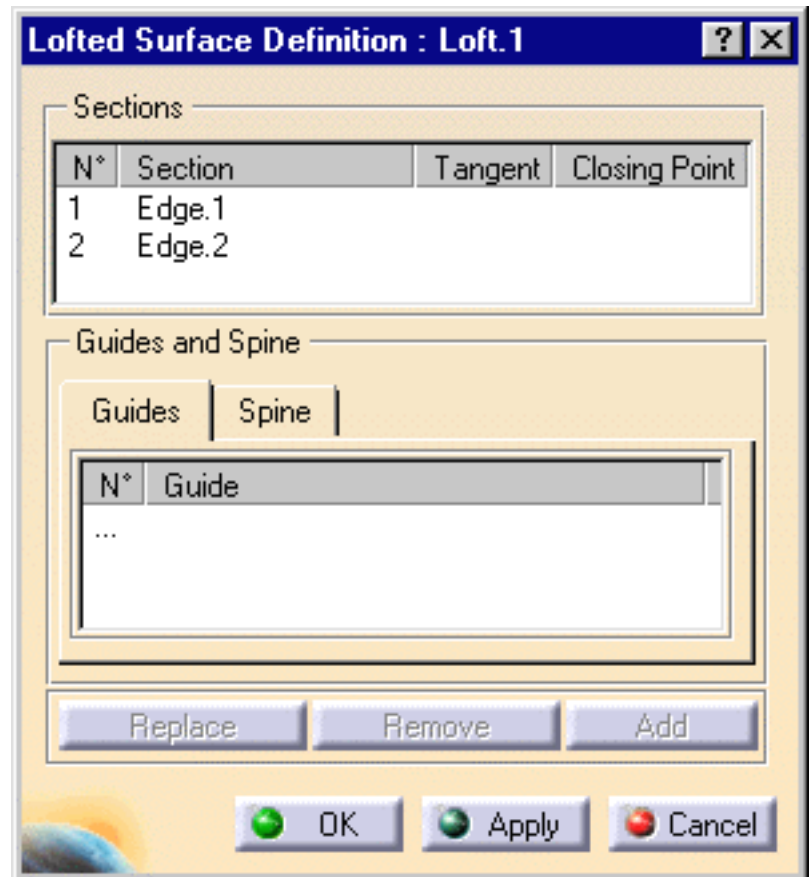 Lofted Surface Definition : Loft.1 ? ×
Sections
N° Section Tangent Closing Point
1 Edge.1
2 Edge.2
Guides and Spine
Guides Spine
N° Guide
...
Replace Remove Add
OK Apply Cancel